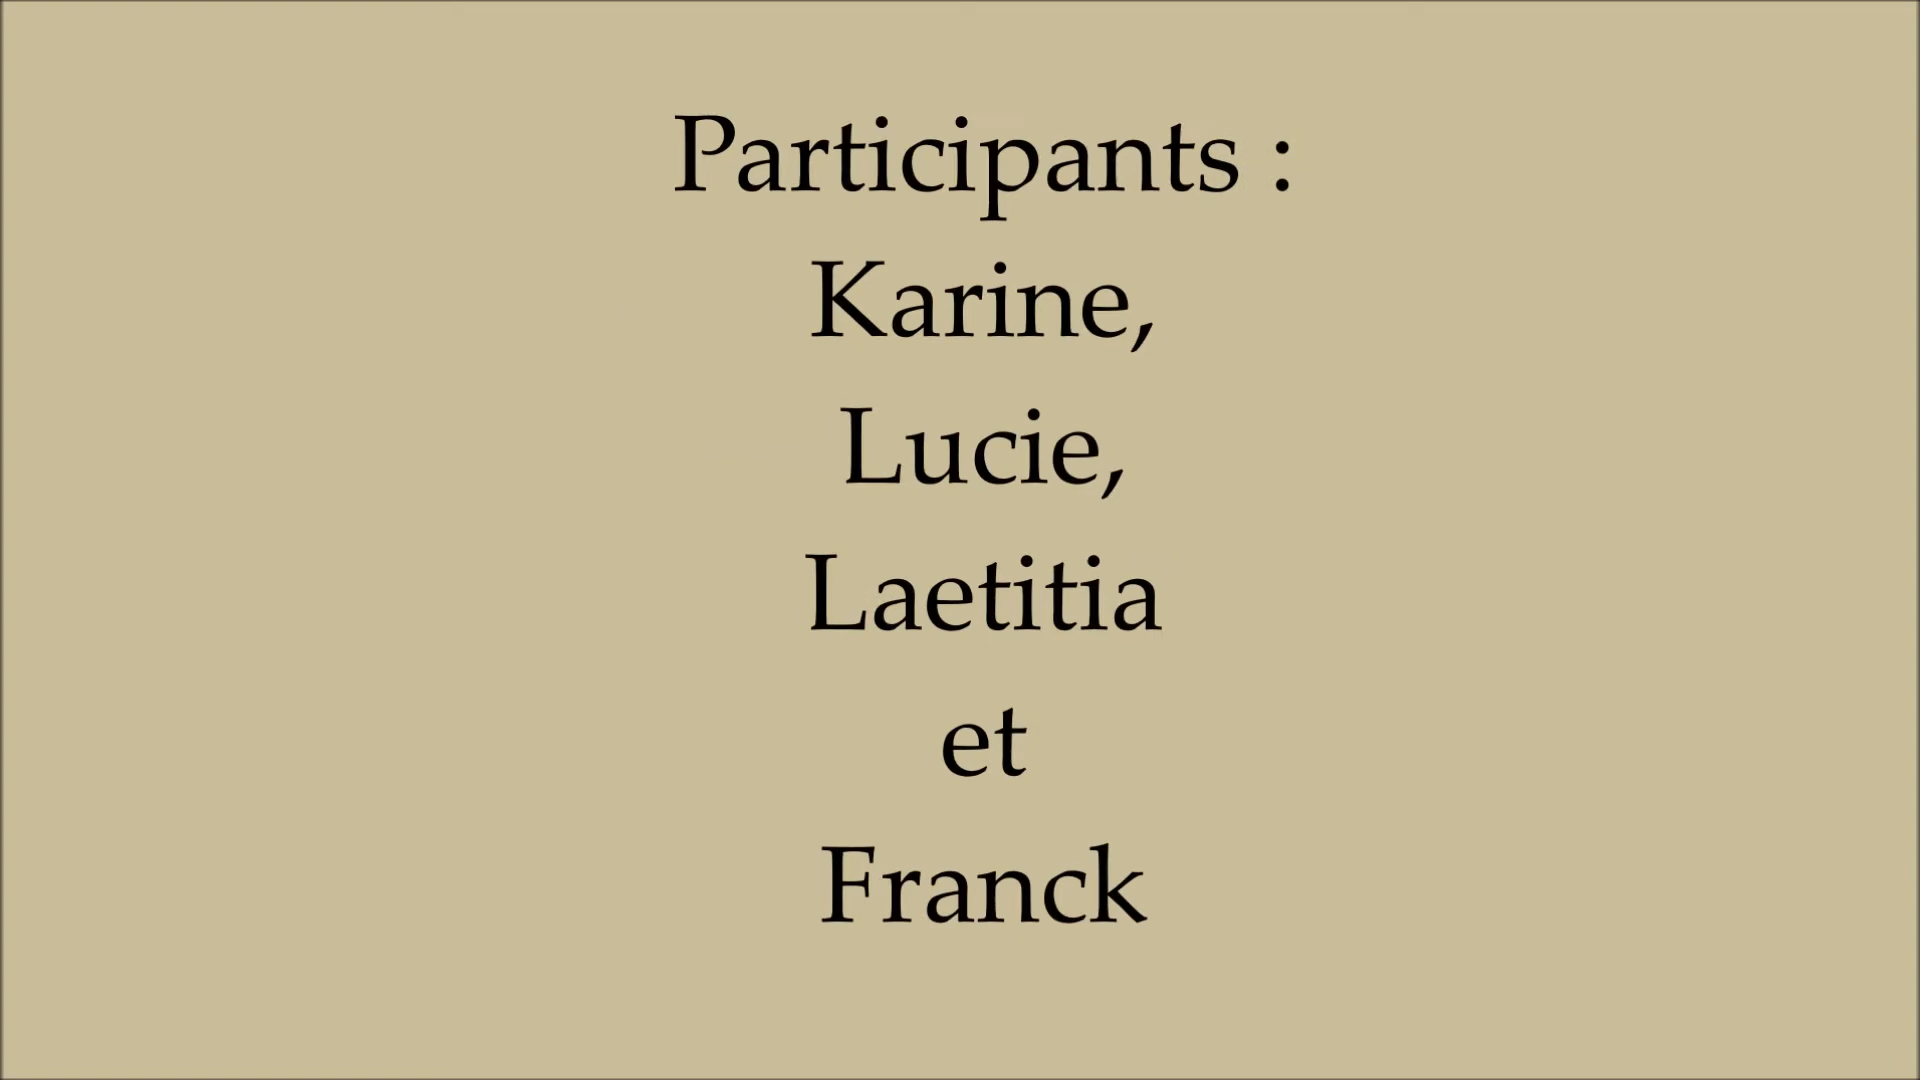 Participants :
Karine,
Lucie,
Laetitia
et
Franck